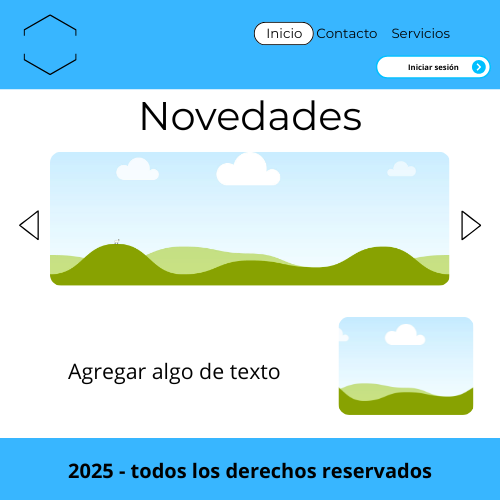 Inicio Contacto Servicios
Iniciar sesión
Novedades
Agregar algo de texto
2025 - todos los derechos reservados